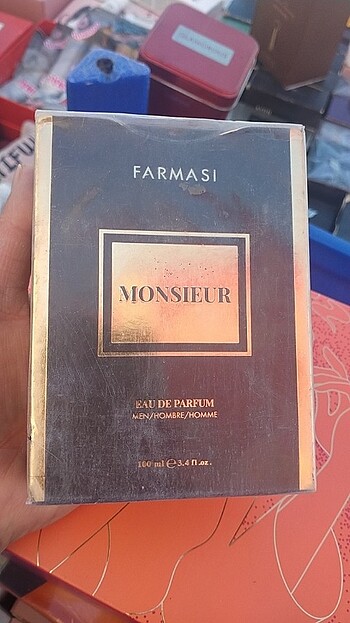 FARMASI
MONSIEUR
EAU DE PARFUM
MEN/HOMBRE/HOMME
100 ml ℮ 3.4 fl.oz.